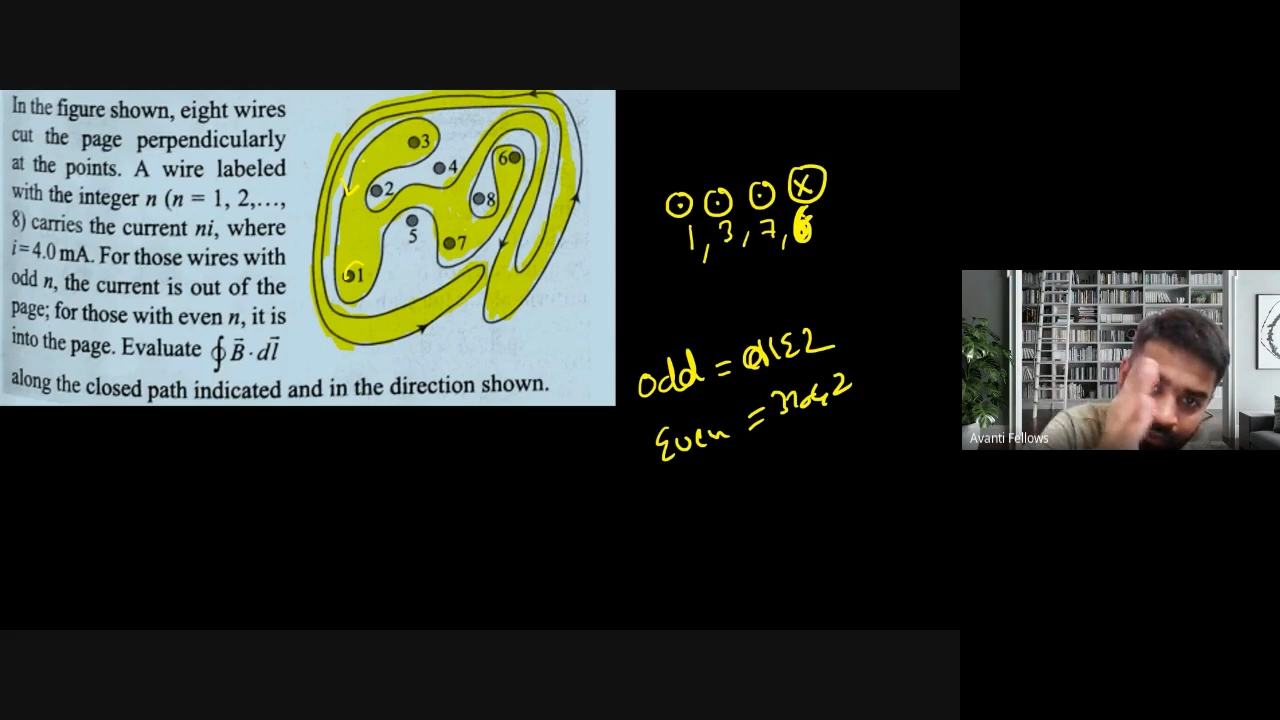 In the figure shown, eight wires
cut the page perpendicularly
at the points. A wire labeled
with the integer n (n = 1, 2,...,
8) carries the current ni, where
i=4.0 mA. For those wires with
odd n, the current is out of the
page; for those with even n, it is
into the page. Evaluate ∮B⃗·dl⃗
along the closed path indicated and in the direction shown.
3
4
6
2
8
5
7
1
1, 3, 7, 6
odd =
Even =
Avanti Fellows